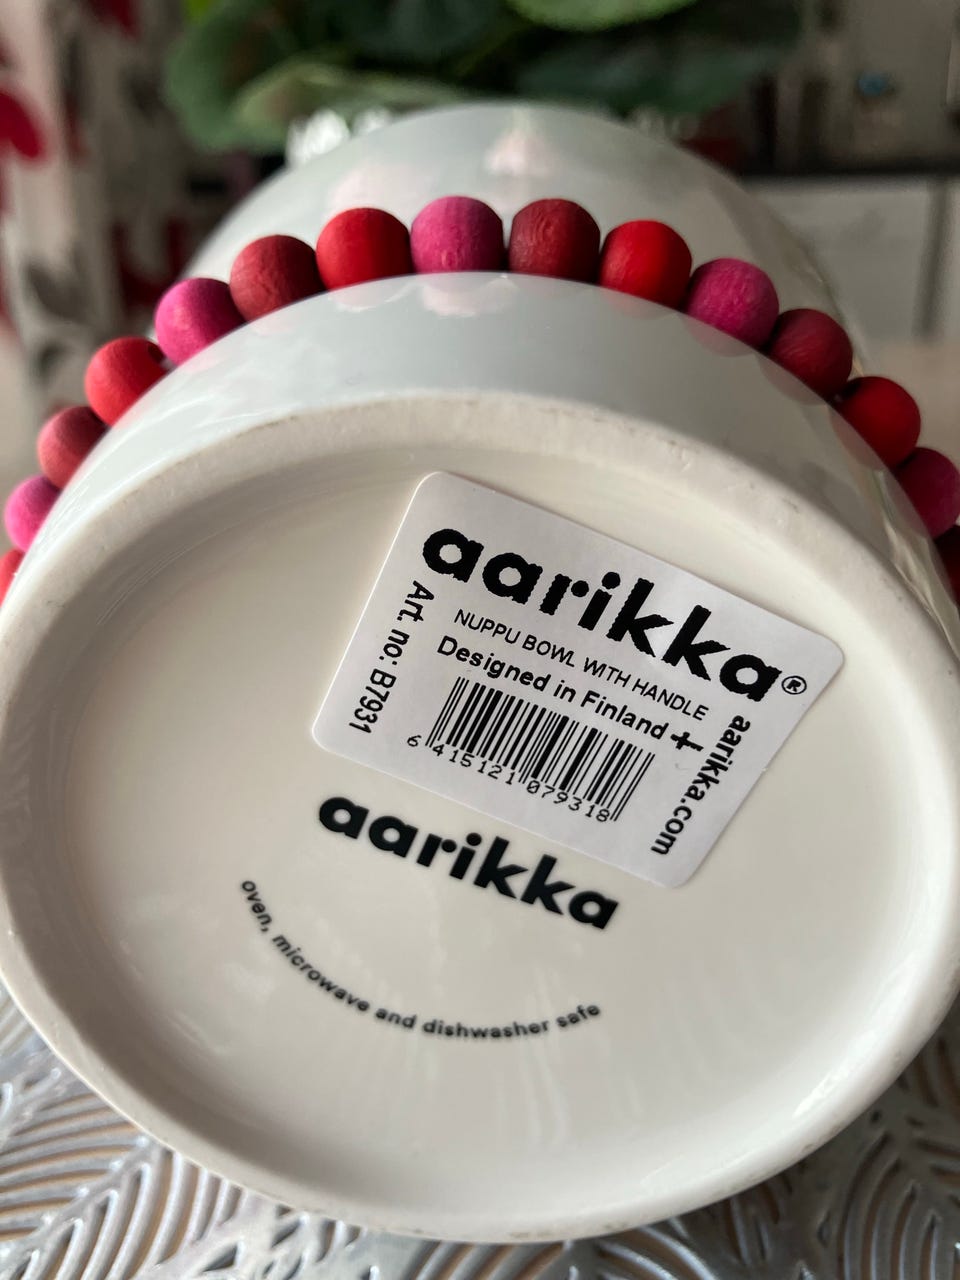 aarikka®
NUPPU BOWL WITH HANDLE
Designed in Finland
Art. no: B7931
aarikka.com
6 415121 079318
aarikka
oven, microwave and dishwasher safe